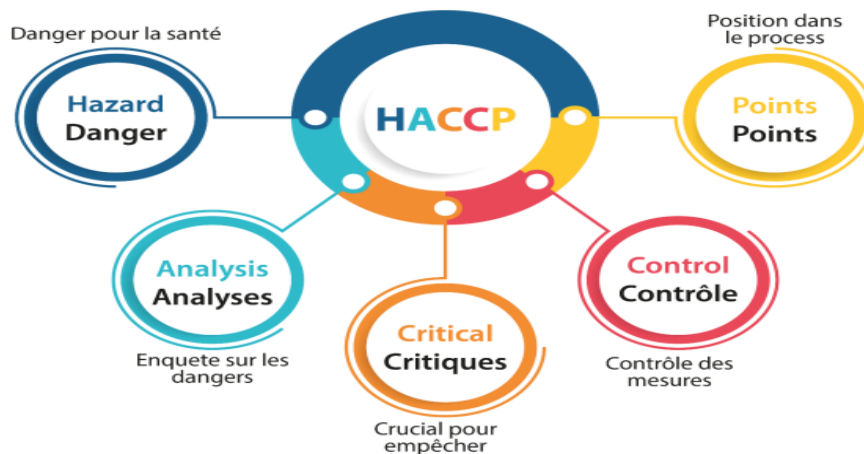 Danger pour la santé
Hazard
Danger
HACCP
Position dans
le process
Points
Points
Analysis
Analyses
Enquete sur les
dangers
Critical
Critiques
Crucial pour
empêcher
Control
Contrôle
Contrôle des
mesures